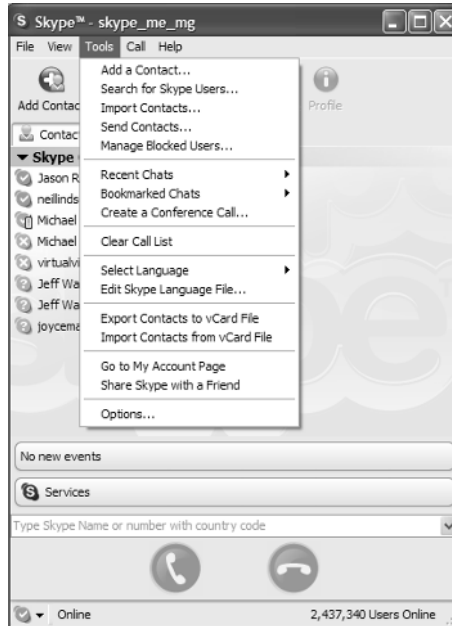 Skype™ - skype_me_mg
File View Tools Call Help
Add a Contact...
Search for Skype Users...
Import Contacts...
Send Contacts...
Manage Blocked Users...
Recent Chats
Bookmarked Chats
Create a Conference Call...
Clear Call List
Select Language
Edit Skype Language File...
Export Contacts to vCard File
Import Contacts from vCard File
Go to My Account Page
Share Skype with a Friend
Options...
Add Contac
Profile
Contac
Skype
Jason R
neilinds
Michael
Michael
virtualvi
Jeff Wa
Jeff Wa
joycema
No new events
Services
Type Skype Name or number with country code
Online 2,437,340 Users Online